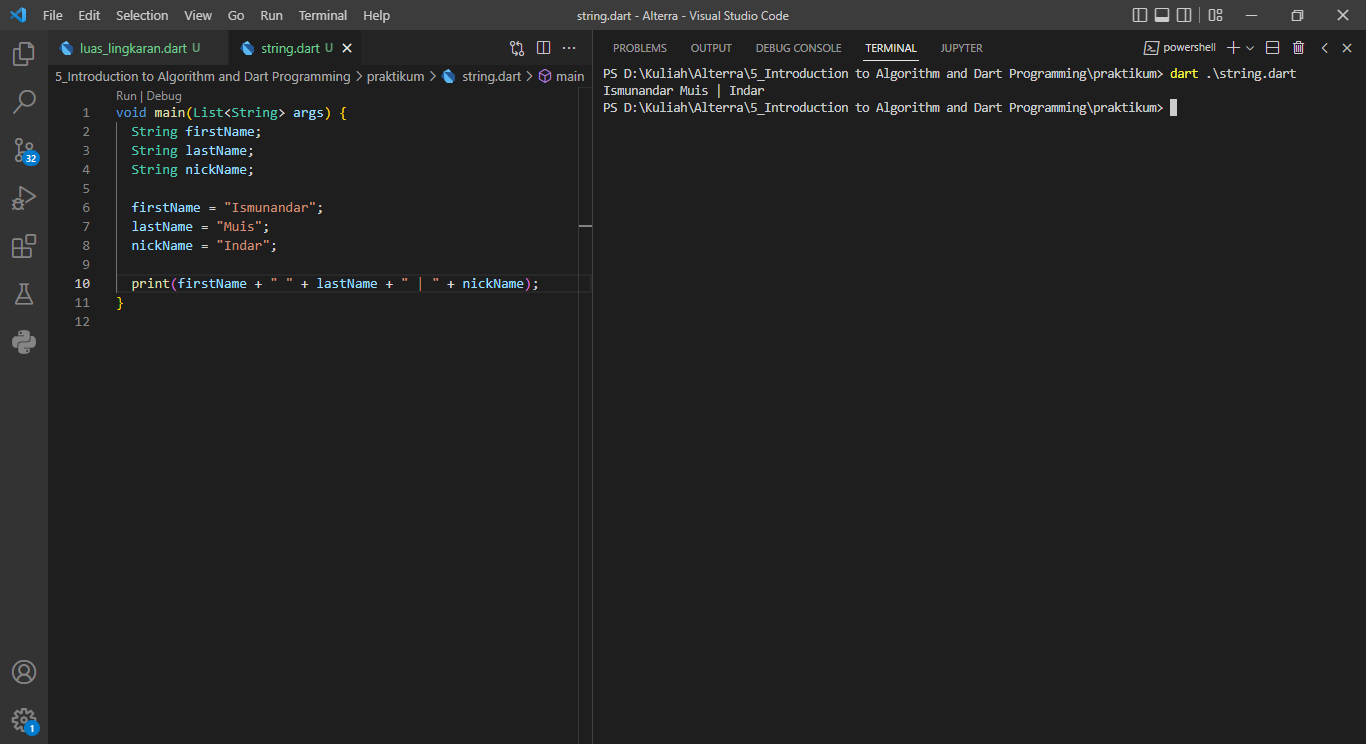 File Edit Selection View Go Run Terminal Help string.dart - Alterra - Visual Studio Code
luas_lingkaran.dart U string.dart U
5_Introduction to Algorithm and Dart Programming > praktikum > string.dart > main
Run | Debug
1 void main(List<String> args) {
2 String firstName;
3 String lastName;
4 String nickName;
5
6 firstName = "Ismunandar";
7 lastName = "Muis";
8 nickName = "Indar";
9
10 print(firstName + " " + lastName + " | " + nickName);
11 }
12
32
1
PROBLEMS OUTPUT DEBUG CONSOLE TERMINAL JUPYTER powershell
PS D:\Kuliah\Alterra\5_Introduction to Algorithm and Dart Programming\praktikum> dart .\string.dart
Ismunandar Muis | Indar
PS D:\Kuliah\Alterra\5_Introduction to Algorithm and Dart Programming\praktikum>